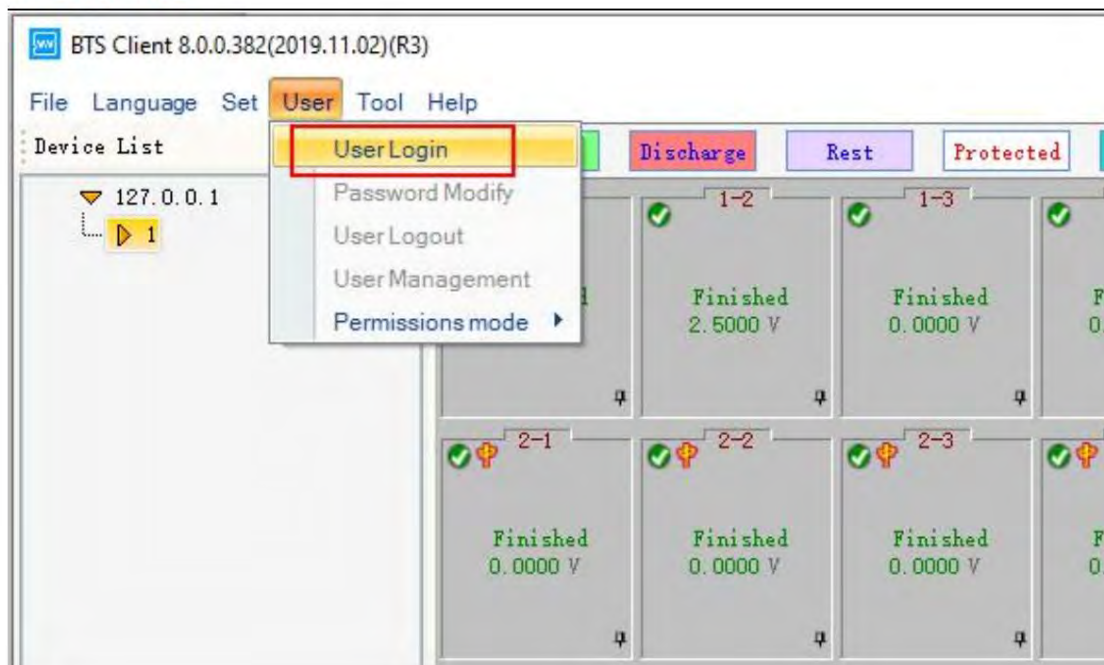 BTS Client 8.0.0.382(2019.11.02)(R3)
File Language Set User Tool Help
Device List
User Login
Discharge
Rest
Protected
127.0.0.1
1
Password Modify
User Logout
User Management
Permissions mode
1-2
1-3
Finished
2.5000 V
Finished
0.0000 V
2-1
2-2
2-3
Finished
0.0000 V
Finished
0.0000 V
Finished
0.0000 V